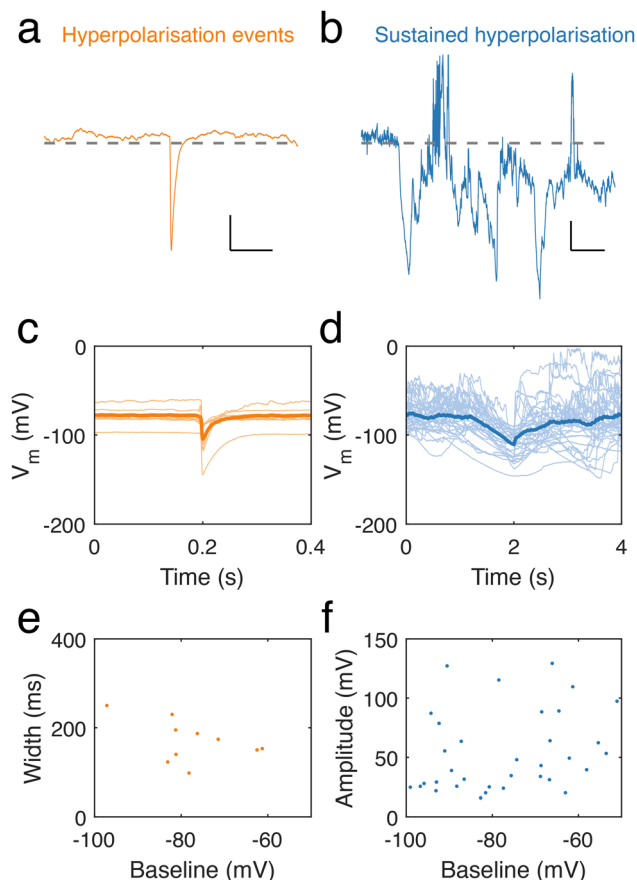 a Hyperpolarisation events
b Sustained hyperpolarisation
c
0
-100
-200
Vm (mV)
0 0.2 0.4
Time (s)
d
0
-100
-200
Vm (mV)
0 2 4
Time (s)
e
400
200
0
Width (ms)
-100 -80 -60
Baseline (mV)
f
150
100
50
0
Amplitude (mV)
-100 -80 -60
Baseline (mV)